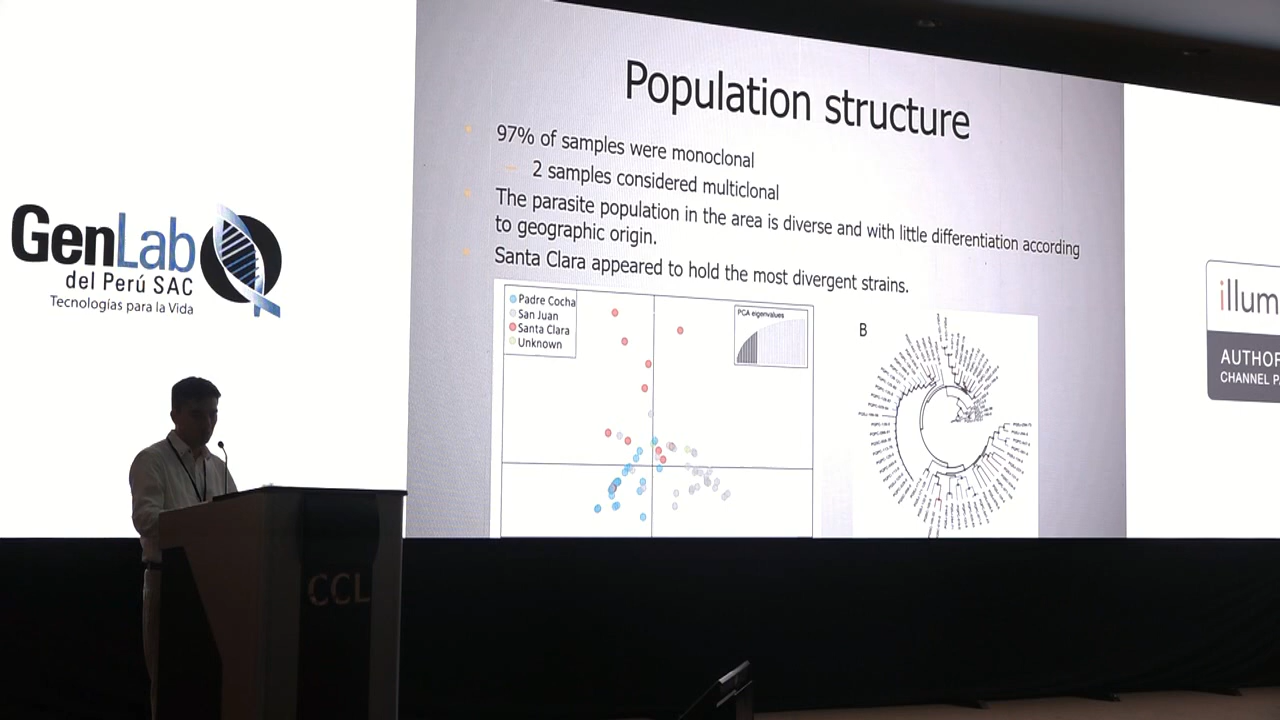 GenLab
del Perú SAC
Tecnologías para la Vida
Population structure
97% of samples were monoclonal
2 samples considered multiclonal
The parasite population in the area is diverse and with little differentiation according
to geographic origin.
Santa Clara appeared to hold the most divergent strains.
Padre Cocha
San Juan
Santa Clara
Unknown
PCA eigenvalues
B
illum
AUTHOR
CHANNEL PA
CCL